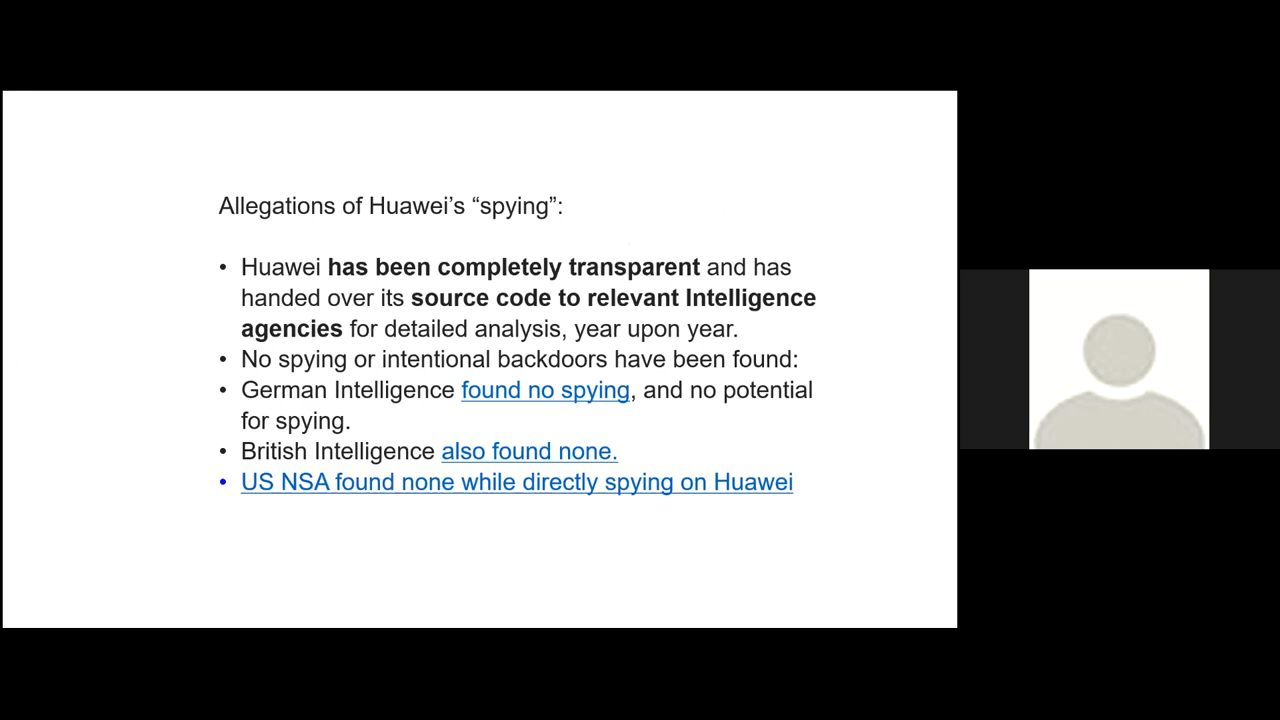 Allegations of Huawei’s “spying”:
• Huawei has been completely transparent and has
handed over its source code to relevant Intelligence
agencies for detailed analysis, year upon year.
• No spying or intentional backdoors have been found:
• German Intelligence found no spying, and no potential
for spying.
• British Intelligence also found none.
• US NSA found none while directly spying on Huawei